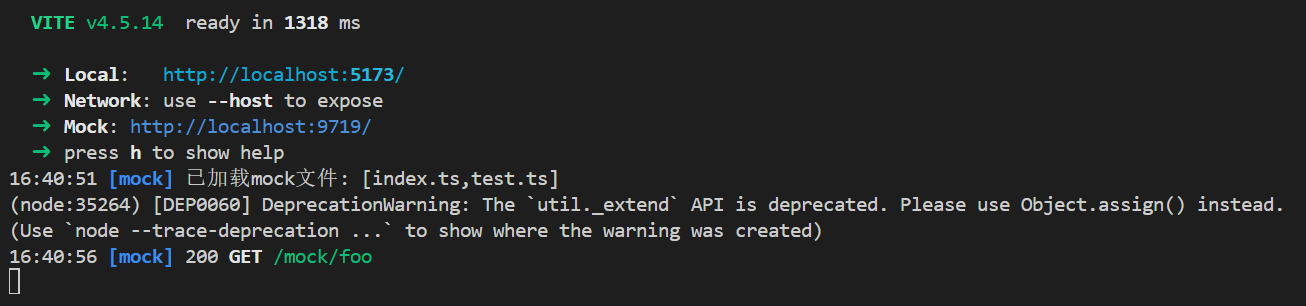 VITE v4.5.14  ready in 1318 ms
➜ Local:   http://localhost:5173/
➜ Network: use --host to expose
➜ Mock: http://localhost:9719/
➜ press h to show help
16:40:51 [mock] 已加载mock文件: [index.ts,test.ts]
(node:35264) [DEP0060] DeprecationWarning: The `util._extend` API is deprecated. Please use Object.assign() instead.
(Use `node --trace-deprecation ...` to show where the warning was created)
16:40:56 [mock] 200 GET /mock/foo